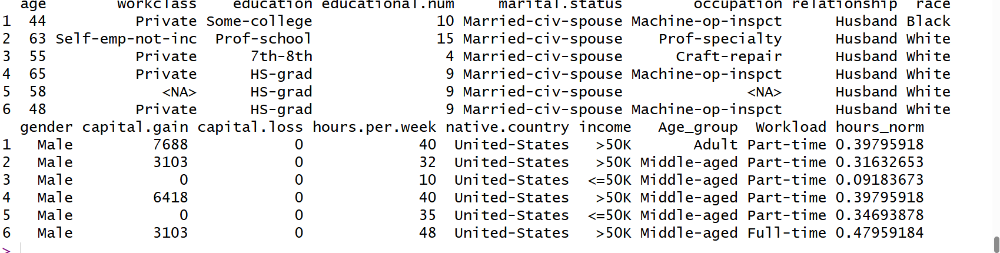 age workclass education educational.num marital.status occupation relationship race
1 44 Private Some-college 10 Married-civ-spouse Machine-op-inspct Husband Black
2 63 Self-emp-not-inc Prof-school 15 Married-civ-spouse Prof-specialty Husband White
3 55 Private 7th-8th 4 Married-civ-spouse Craft-repair Husband White
4 65 Private HS-grad 9 Married-civ-spouse Machine-op-inspct Husband White
5 58 <NA> HS-grad 9 Married-civ-spouse <NA> Husband White
6 48 Private HS-grad 9 Married-civ-spouse Machine-op-inspct Husband White
gender capital.gain capital.loss hours.per.week native.country income Age_group Workload hours_norm
1 Male 7688 0 40 United-States >50K Adult Part-time 0.39795918
2 Male 3103 0 32 United-States >50K Middle-aged Part-time 0.31632653
3 Male 0 0 10 United-States <=50K Middle-aged Part-time 0.09183673
4 Male 6418 0 40 United-States >50K Middle-aged Part-time 0.39795918
5 Male 0 0 35 United-States <=50K Middle-aged Part-time 0.34693878
6 Male 3103 0 48 United-States >50K Middle-aged Full-time 0.47959184
>